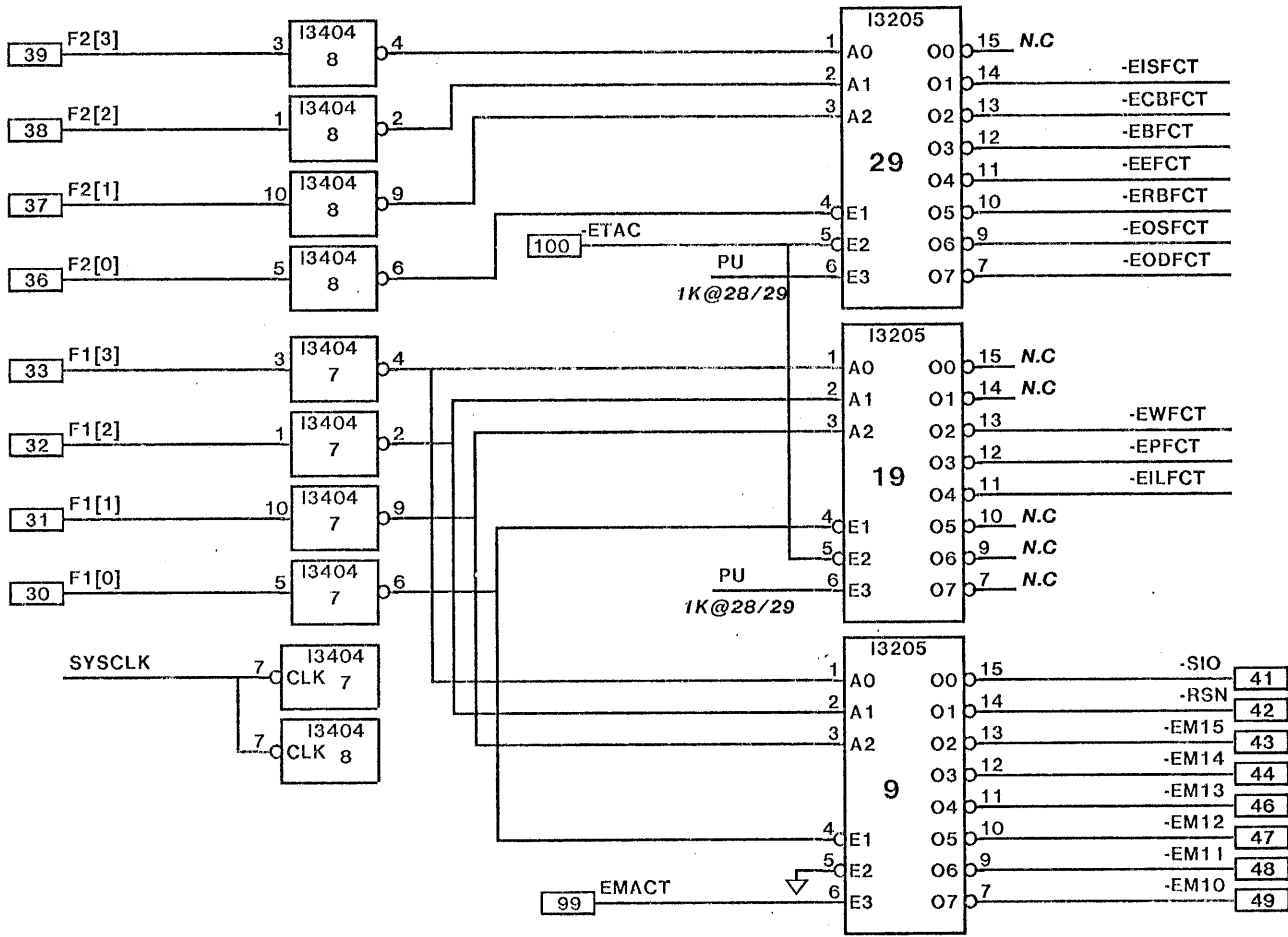 39 F2[3] 3 I3404 8 4
38 F2[2] 1 I3404 8 2
37 F2[1] 10 I3404 8 9
36 F2[0] 5 I3404 8 6
33 F1[3] 3 I3404 7 4
32 F1[2] 1 I3404 7 2
31 F1[1] 10 I3404 7 9
30 F1[0] 5 I3404 7 6
SYSCLK 7 CLK I3404 7
7 CLK I3404 8
100 -ETAC
PU
1K@28/29
PU
1K@28/29
99 EMACT
I3205
29
1 A0 O0 15 N.C
2 A1 O1 14 -EISFCT
3 A2 O2 13 -ECBFCT
O3 12 -EBFCT
O4 11 -EEFCT
4 E1 O5 10 -ERBFCT
5 E2 O6 9 -EOSFCT
6 E3 O7 7 -EODFCT
I3205
19
1 A0 O0 15 N.C
2 A1 O1 14 N.C
3 A2 O2 13 -EWFCT
O3 12 -EPFCT
O4 11 -EILFCT
4 E1 O5 10 N.C
5 E2 O6 9 N.C
6 E3 O7 7 N.C
I3205
9
1 A0 O0 15 -SIO 41
2 A1 O1 14 -RSN 42
3 A2 O2 13 -EM15 43
O3 12 -EM14 44
O4 11 -EM13 46
4 E1 O5 10 -EM12 47
5 E2 O6 9 -EM11 48
6 E3 O7 7 -EM10 49